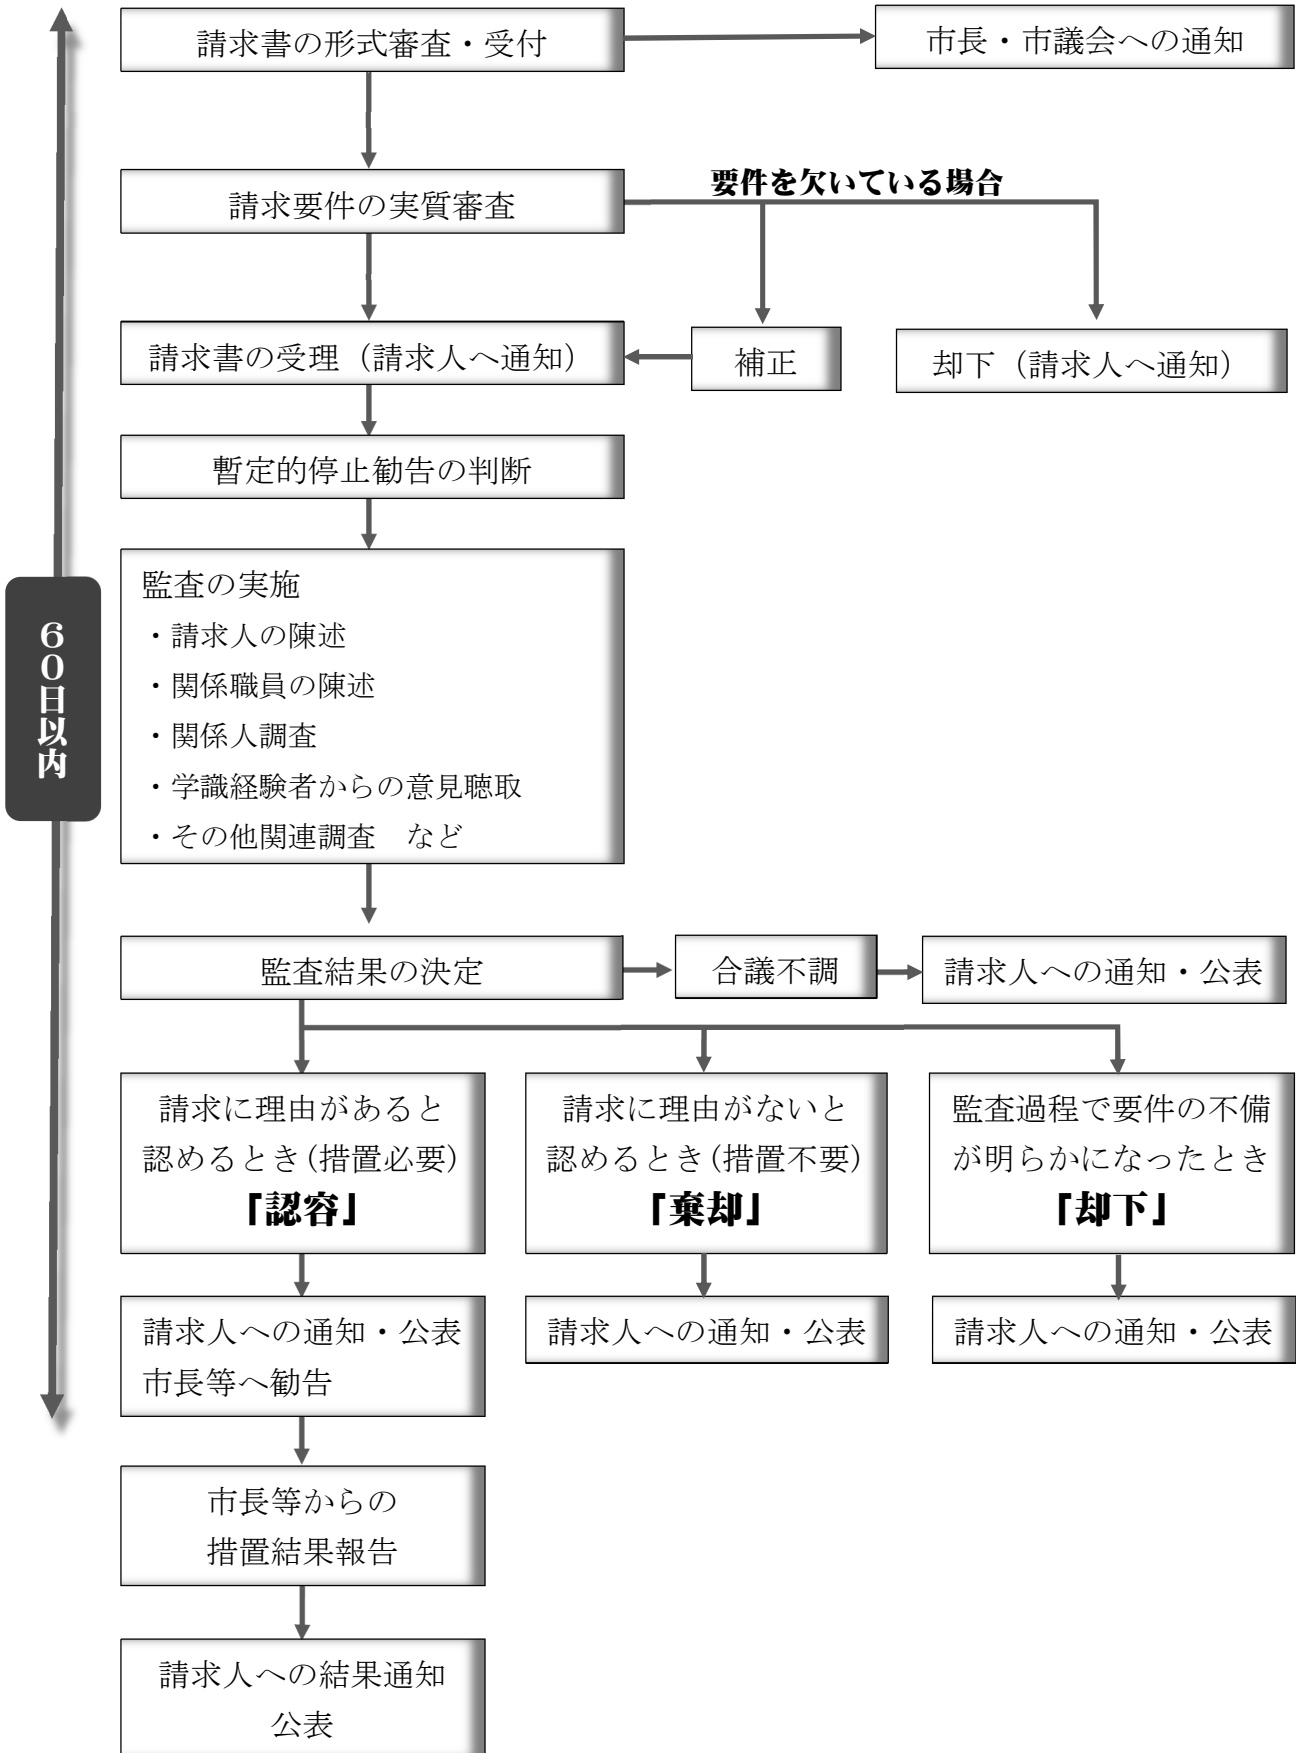 請求書の形式審査・受付
市長・市議会への通知
請求要件の実質審査
要件を欠いている場合
請求書の受理（請求人へ通知）
補正
却下（請求人へ通知）
暫定的停止勧告の判断
60日以内
監査の実施
・請求人の陳述
・関係職員の陳述
・関係人調査
・学識経験者からの意見聴取
・その他関連調査　など
監査結果の決定
合議不調
請求人への通知・公表
請求に理由があると
認めるとき(措置必要)
『認容』
請求に理由がないと
認めるとき(措置不要)
『棄却』
監査過程で要件の不備
が明らかになったとき
『却下』
請求人への通知・公表
市長等へ勧告
請求人への通知・公表
請求人への通知・公表
市長等からの
措置結果報告
請求人への結果通知
公表